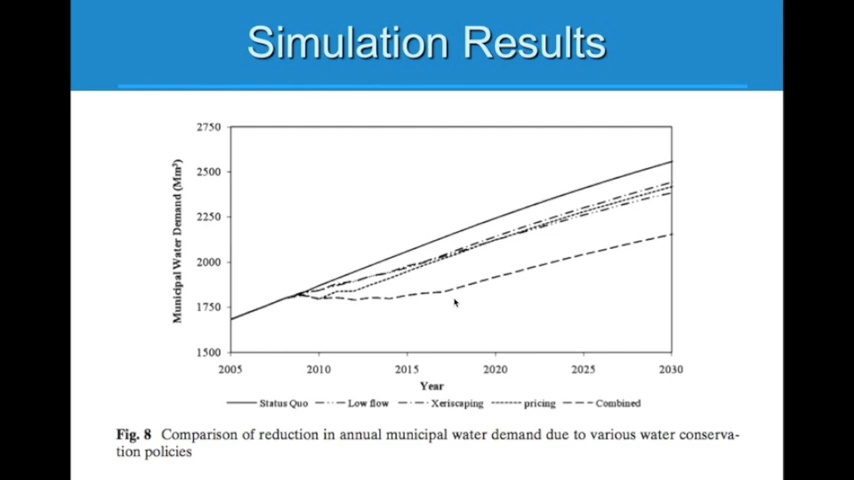 Simulation Results
2750
2500
2250
2000
1750
1500
Municipal Water Demand (Mm³)
2005 2010 2015 2020 2025 2030
Year
Status Quo Low flow Xeriscaping pricing Combined
Fig. 8 Comparison of reduction in annual municipal water demand due to various water conserva-
tion policies